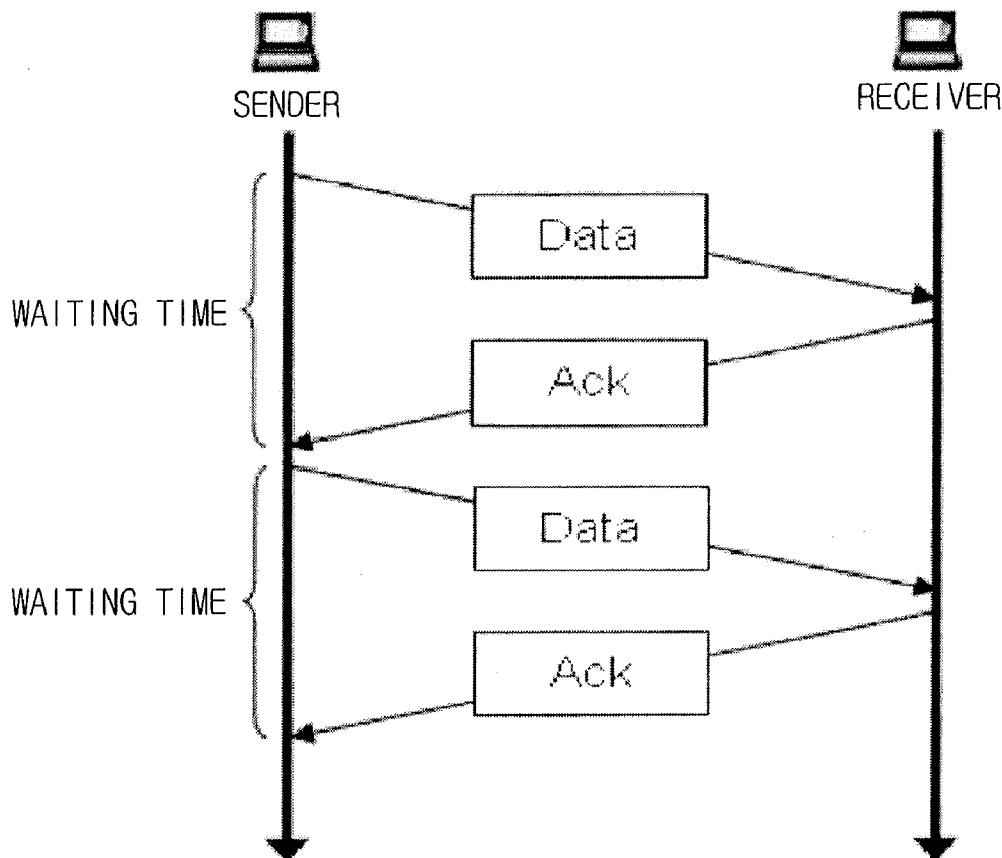 SENDER
RECEIVER
Data
WAITING TIME
Ack
Data
WAITING TIME
Ack